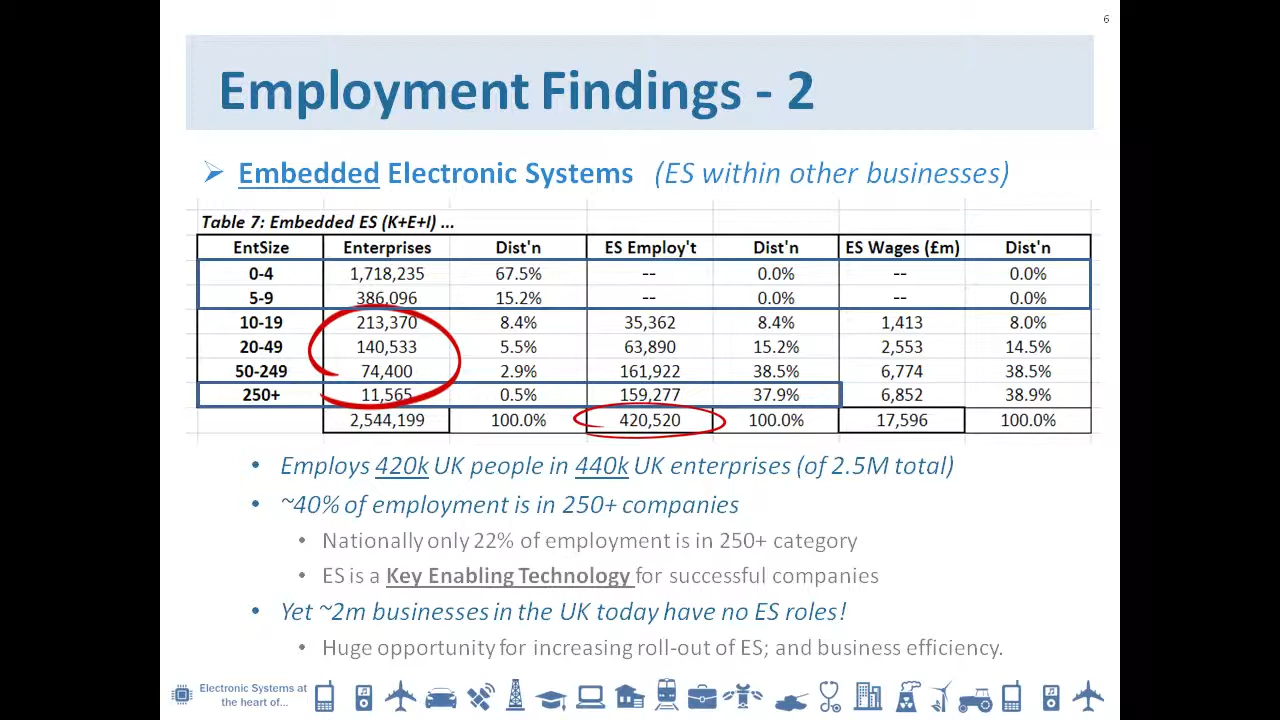 6
Employment Findings - 2
Embedded Electronic Systems (ES within other businesses)
Table 7: Embedded ES (K+E+I) ...
EntSize Enterprises Dist'n ES Employ't Dist'n ES Wages (£m) Dist'n
0-4 1,718,235 67.5% -- 0.0% -- 0.0%
5-9 386,096 15.2% -- 0.0% -- 0.0%
10-19 213,370 8.4% 35,362 8.4% 1,413 8.0%
20-49 140,533 5.5% 63,890 15.2% 2,553 14.5%
50-249 74,400 2.9% 161,922 38.5% 6,774 38.5%
250+ 11,565 0.5% 159,277 37.9% 6,852 38.9%
2,544,199 100.0% 420,520 100.0% 17,596 100.0%
• Employs 420k UK people in 440k UK enterprises (of 2.5M total)
• ~40% of employment is in 250+ companies
• Nationally only 22% of employment is in 250+ category
• ES is a Key Enabling Technology for successful companies
• Yet ~2m businesses in the UK today have no ES roles!
• Huge opportunity for increasing roll-out of ES; and business efficiency.
Electronic Systems at
the heart of...